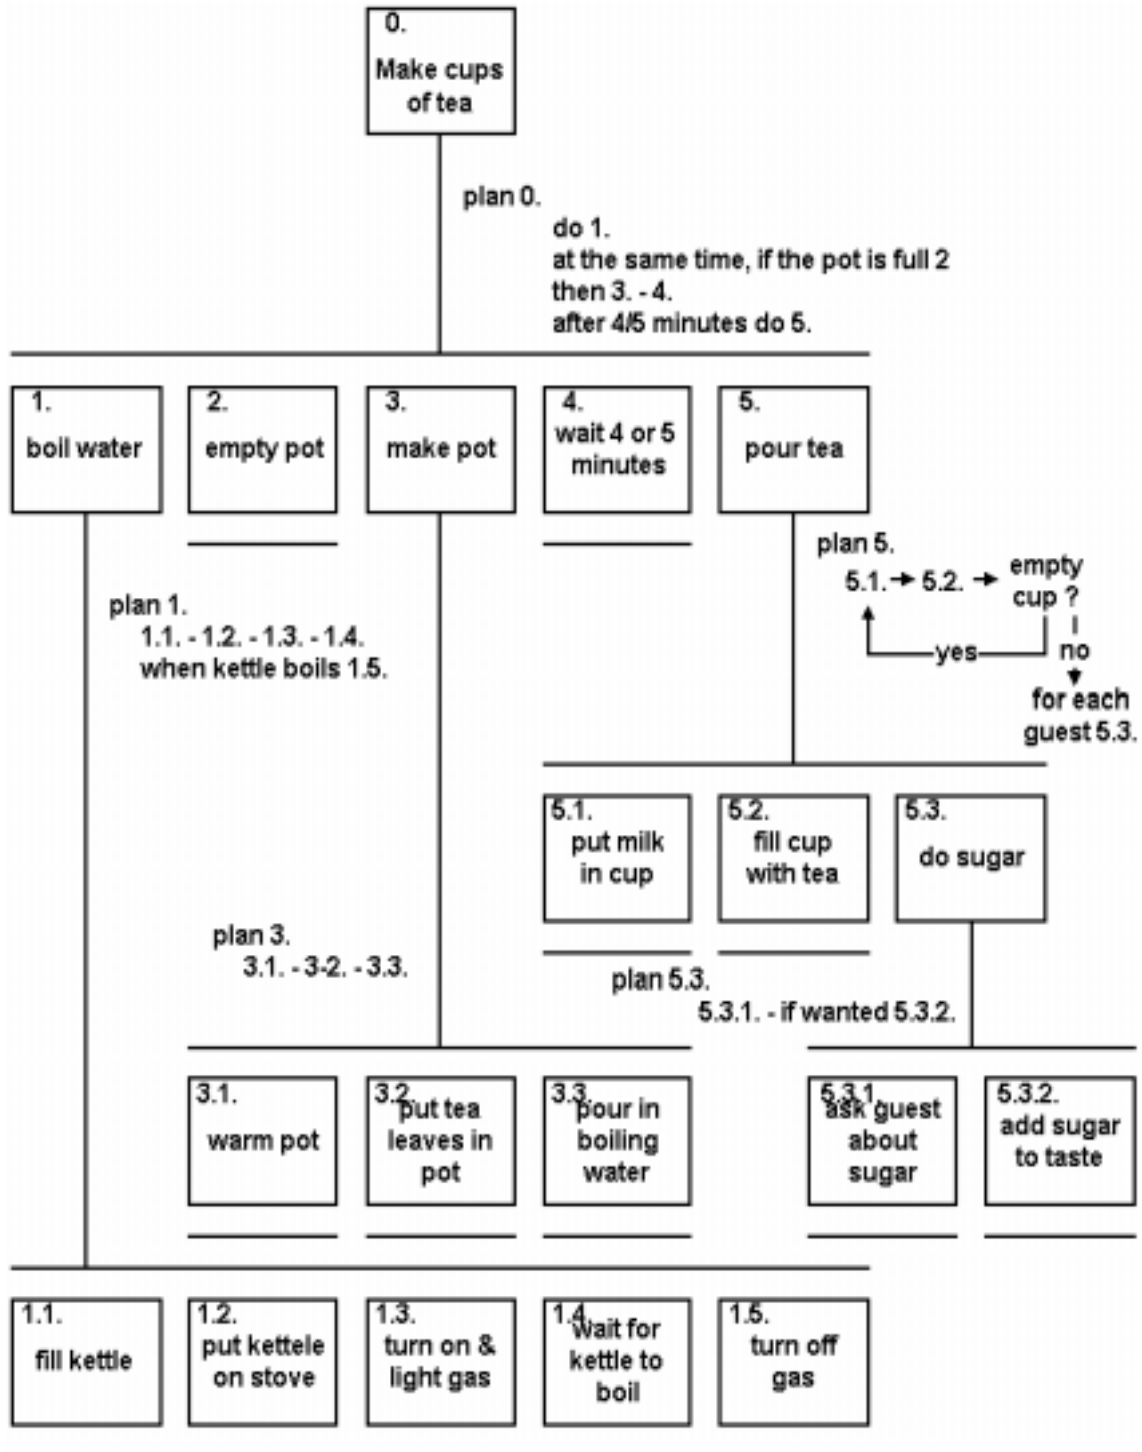 0.
Make cups
of tea
plan 0.
do 1.
at the same time, if the pot is full 2
then 3. - 4.
after 4/5 minutes do 5.
1.
boil water
2.
empty pot
3.
make pot
4.
wait 4 or 5
minutes
5.
pour tea
plan 1.
1.1. - 1.2. - 1.3. - 1.4.
when kettle boils 1.5.
plan 5.
5.1. 5.2. empty
cup ?
yes
no
for each
guest 5.3.
5.1.
put milk
in cup
5.2.
fill cup
with tea
5.3.
do sugar
plan 3.
3.1. - 3-2. - 3.3.
plan 5.3.
5.3.1. - if wanted 5.3.2.
3.1.
warm pot
3.2.
put tea
leaves in
pot
3.3.
pour in
boiling
water
5.3.1.
ask guest
about
sugar
5.3.2.
add sugar
to taste
1.1.
fill kettle
1.2.
put kettele
on stove
1.3.
turn on &
light gas
1.4.
wait for
kettle to
boil
1.5.
turn off
gas